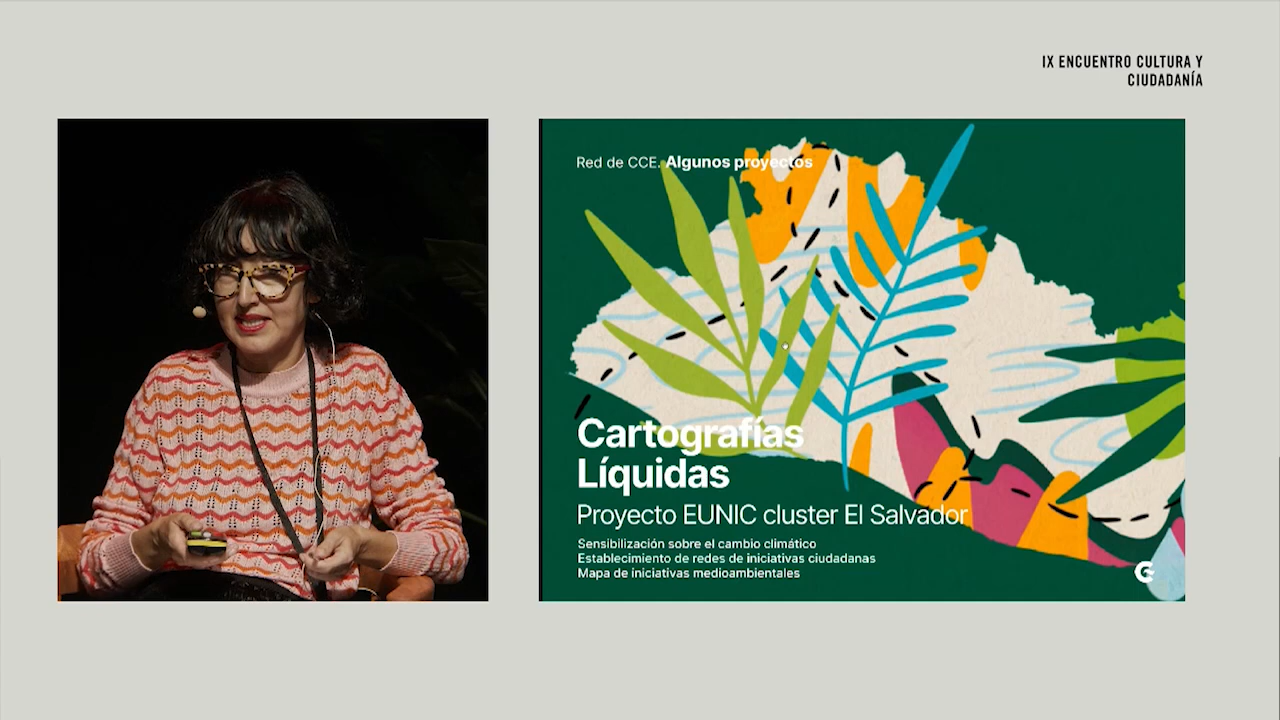 IX ENCUENTRO CULTURA Y
CIUDADANÍA
Red de CCE. Algunos proyectos
Cartografías
Líquidas
Proyecto EUNIC cluster El Salvador
Sensibilización sobre el cambio climático
Establecimiento de redes de iniciativas ciudadanas
Mapa de iniciativas medioambientales